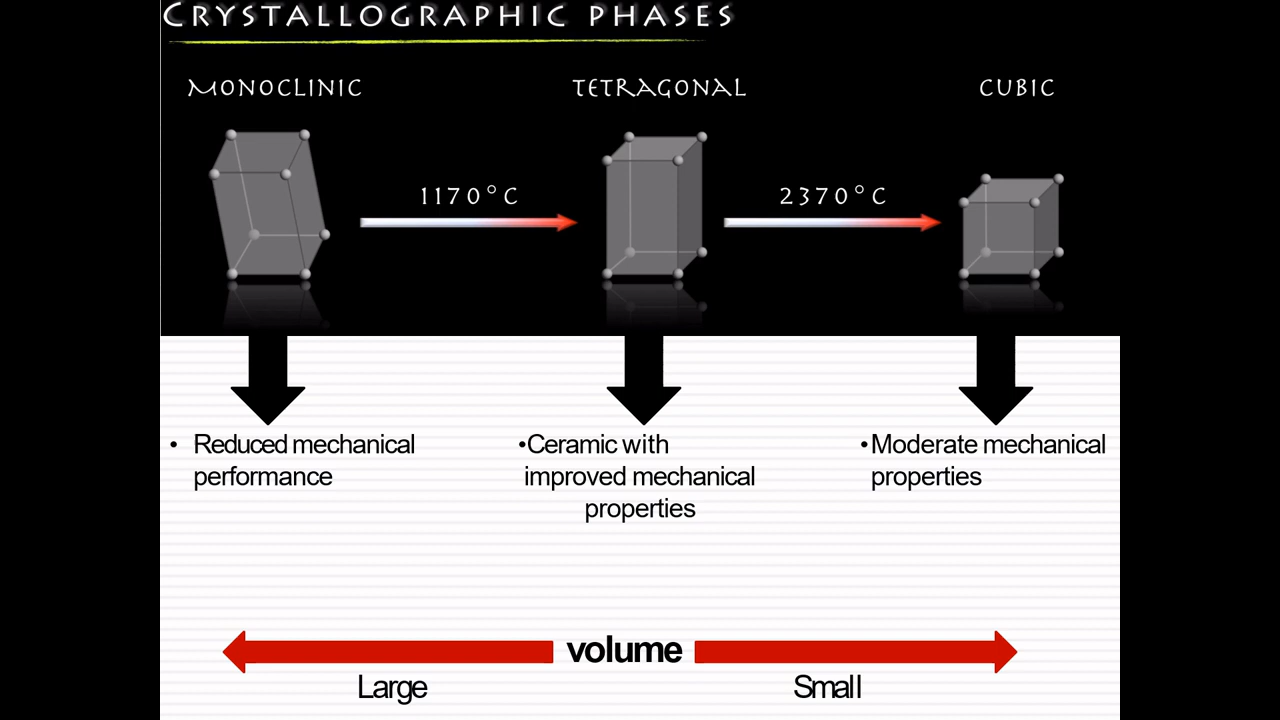 CRYSTALLOGRAPHIC PHASES
MONOCLINIC
TETRAGONAL
CUBIC
1170°C
2370°C
• Reduced mechanical
performance
•Ceramic with
improved mechanical
properties
•Moderate mechanical
properties
volume
Large
Small